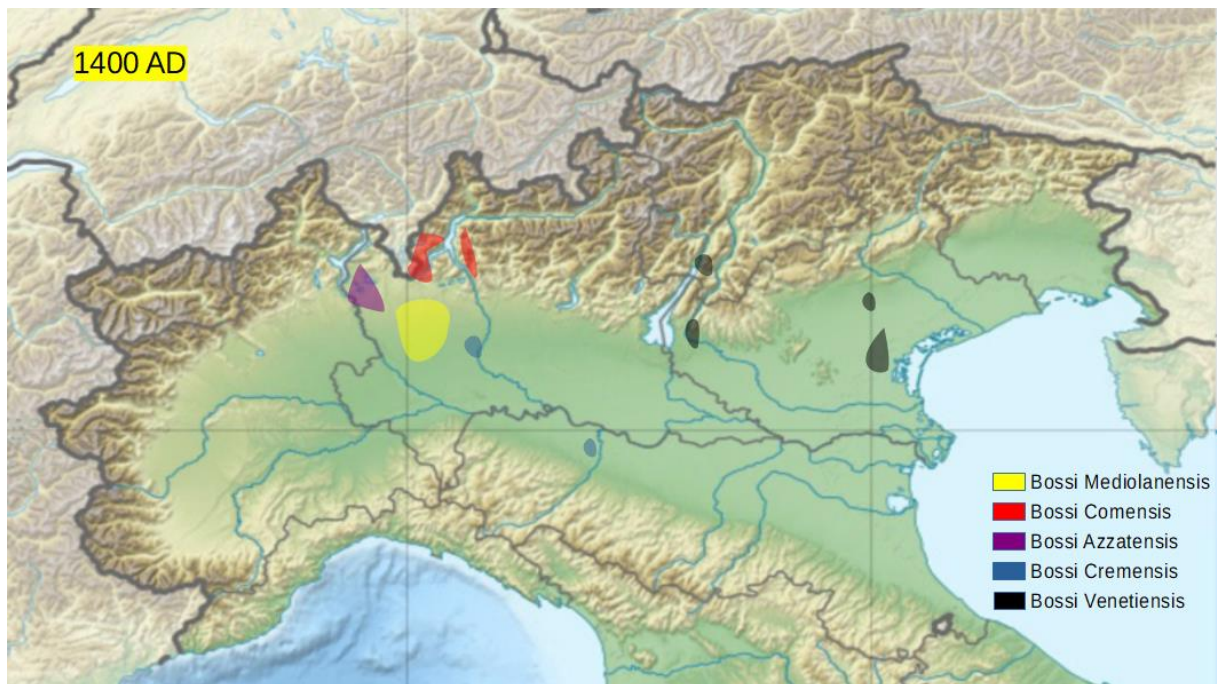 1400 AD
Bossi Mediolanensis
Bossi Comensis
Bossi Azzatensis
Bossi Cremensis
Bossi Venetiensis